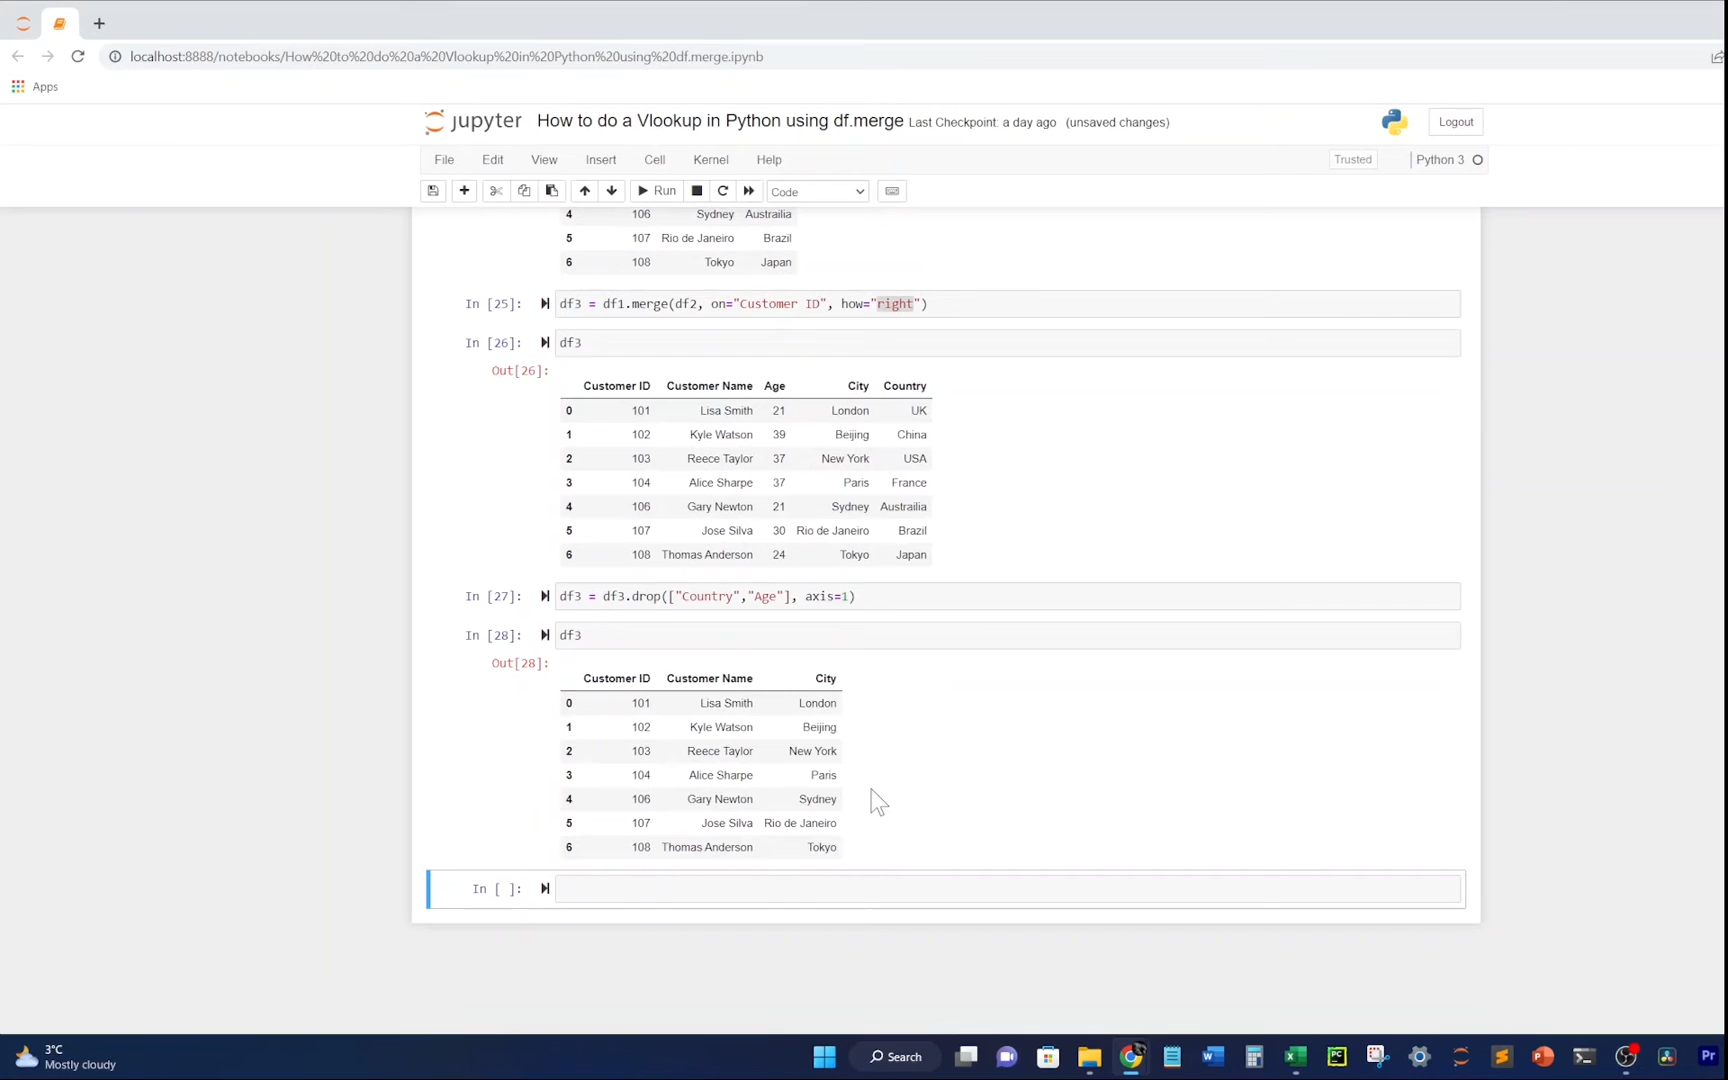 localhost:8888/notebooks/How%20to%20do%20a%20Vlookup%20in%20Python%20using%20df.merge.ipynb
Apps
jupyter How to do a Vlookup in Python using df.merge Last Checkpoint: a day ago (unsaved changes) Logout
File Edit View Insert Cell Kernel Help Trusted Python 3
Run Code
4 106 Sydney Austrailia
5 107 Rio de Janeiro Brazil
6 108 Tokyo Japan
In [25]: df3 = df1.merge(df2, on="Customer ID", how="right")
In [26]: df3
Out[26]:
Customer ID Customer Name Age City Country
0 101 Lisa Smith 21 London UK
1 102 Kyle Watson 39 Beijing China
2 103 Reece Taylor 37 New York USA
3 104 Alice Sharpe 37 Paris France
4 106 Gary Newton 21 Sydney Austrailia
5 107 Jose Silva 30 Rio de Janeiro Brazil
6 108 Thomas Anderson 24 Tokyo Japan
In [27]: df3 = df3.drop(["Country","Age"], axis=1)
In [28]: df3
Out[28]:
Customer ID Customer Name City
0 101 Lisa Smith London
1 102 Kyle Watson Beijing
2 103 Reece Taylor New York
3 104 Alice Sharpe Paris
4 106 Gary Newton Sydney
5 107 Jose Silva Rio de Janeiro
6 108 Thomas Anderson Tokyo
In [ ]:
3°C
Mostly cloudy
Search
PC
Pr